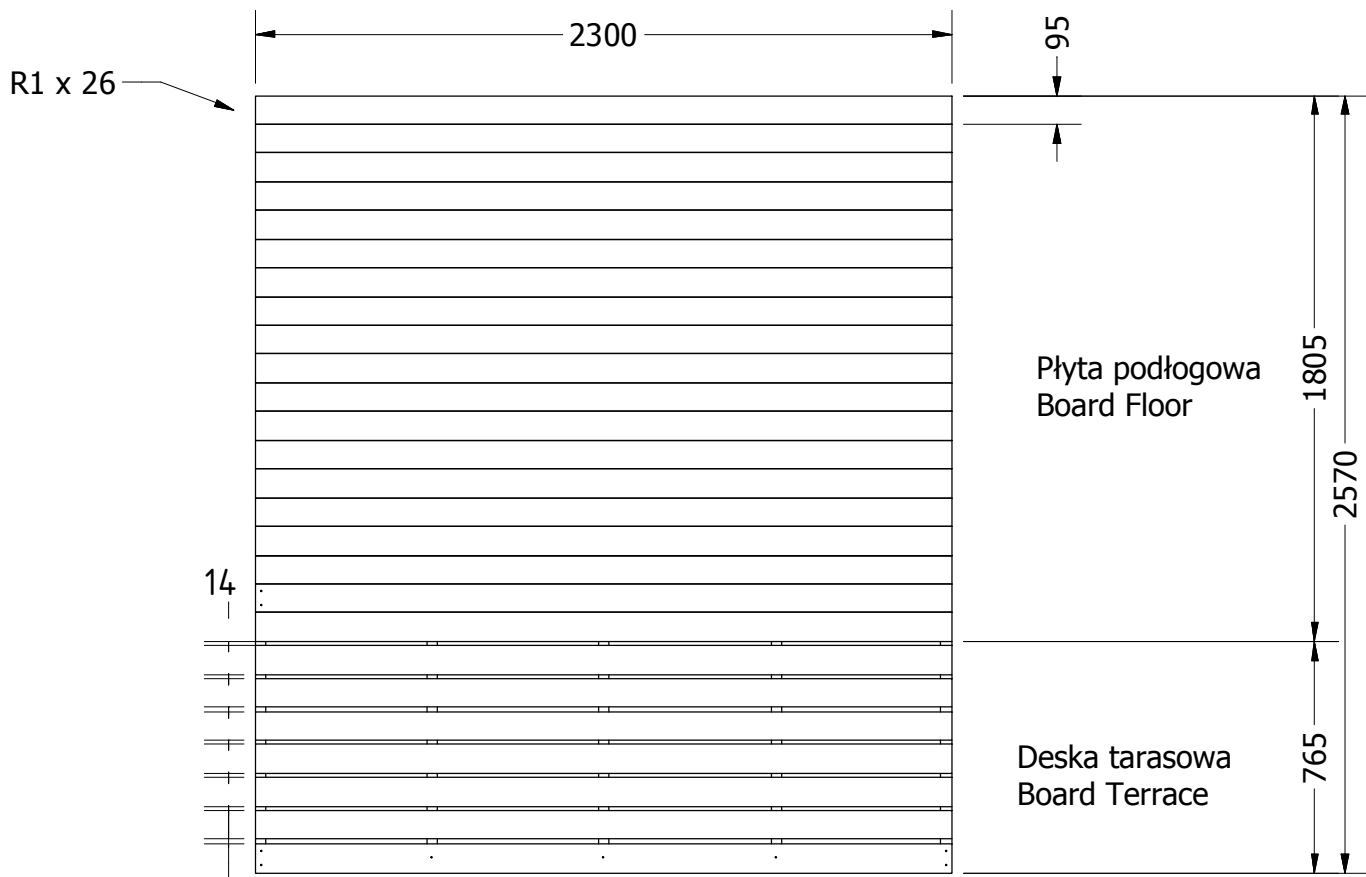 2300
95
R1 x 26
Płyta podłogowa
Board Floor
1805
2570
14
Deska tarasowa
Board Terrace
765